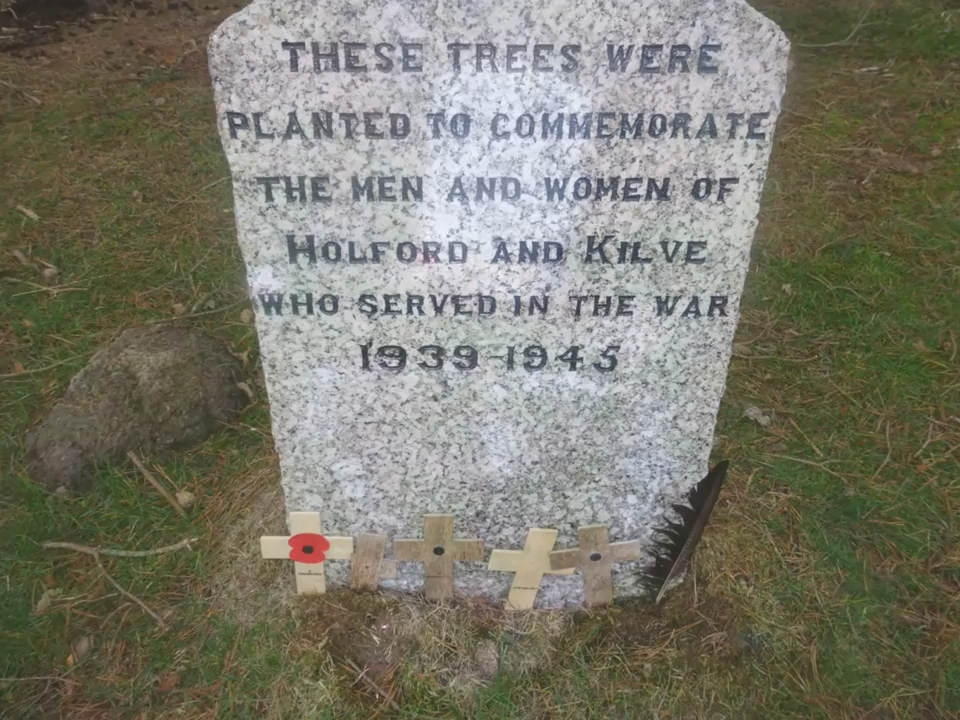 THESE TREES WERE
PLANTED TO COMMEMORATE
THE MEN AND WOMEN OF
HOLFORD AND KILVE
WHO SERVED IN THE WAR
1939-1945